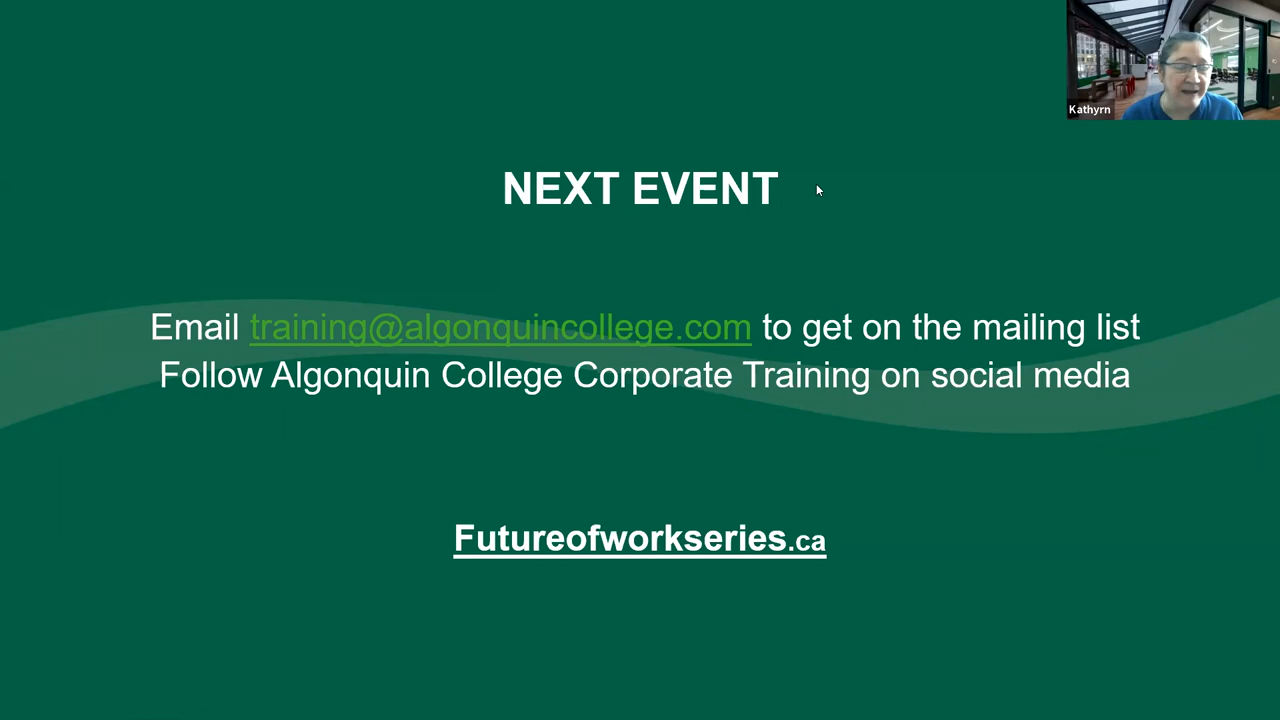 Kathyrn
NEXT EVENT
Email training@algonquincollege.com to get on the mailing list
Follow Algonquin College Corporate Training on social media
Futureofworkseries.ca